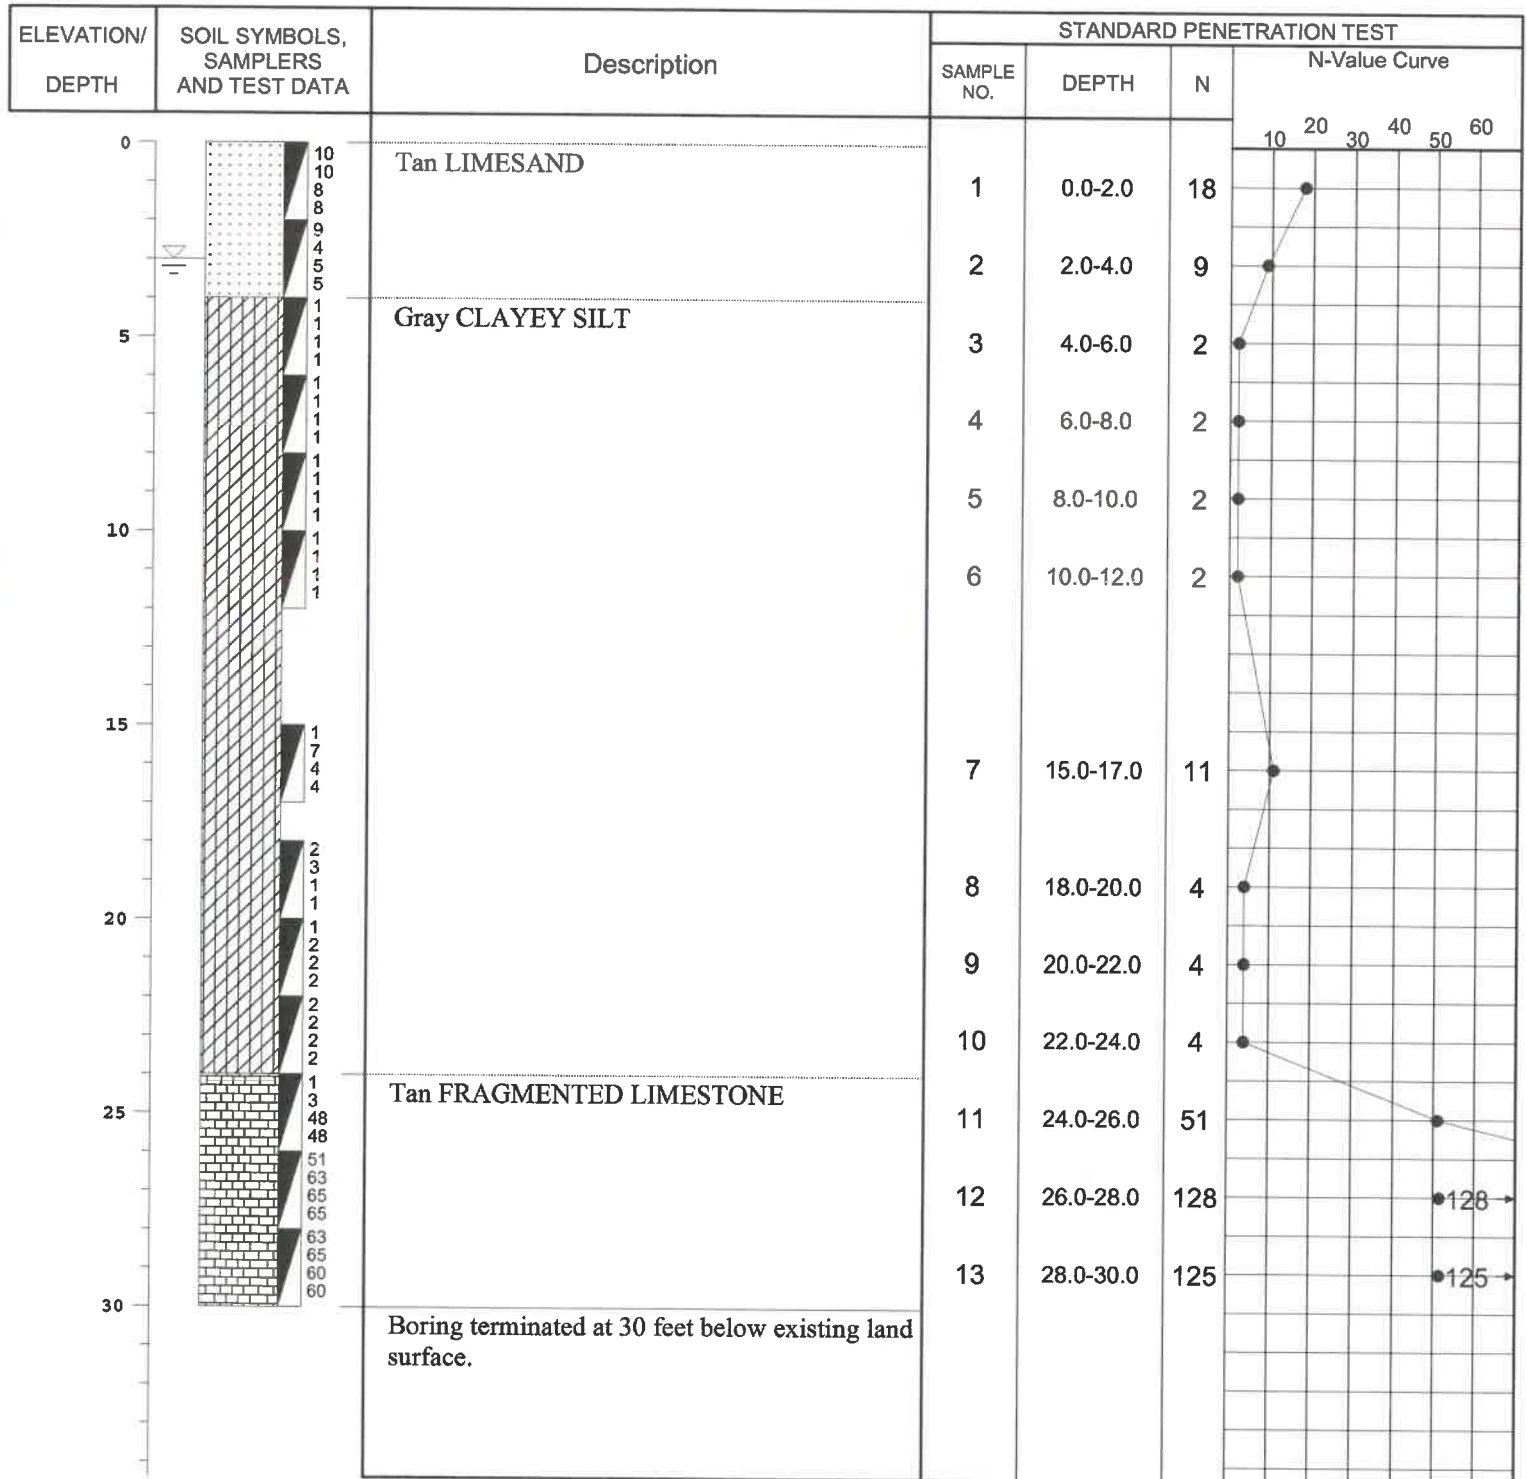 ELEVATION/
DEPTH
SOIL SYMBOLS,
SAMPLERS
AND TEST DATA
Description
STANDARD PENETRATION TEST
SAMPLE
NO.
DEPTH
N
N-Value Curve
10 20 30 40 50 60
0
10
10
8
8
Tan LIMESAND
1 0.0-2.0 18
9
4
5
5
2 2.0-4.0 9
1
1
1
1
Gray CLAYEY SILT
5
3 4.0-6.0 2
1
1
1
1
4 6.0-8.0 2
1
1
1
1
5 8.0-10.0 2
10
1
1
1
1
6 10.0-12.0 2
15
1
7
4
4
7 15.0-17.0 11
2
3
1
1
8 18.0-20.0 4
20
1
2
2
2
9 20.0-22.0 4
2
2
2
2
10 22.0-24.0 4
1
3
48
48
Tan FRAGMENTED LIMESTONE
25
11 24.0-26.0 51
51
63
65
65
12 26.0-28.0 128
128
63
65
60
60
13 28.0-30.0 125
125
30
Boring terminated at 30 feet below existing land
surface.